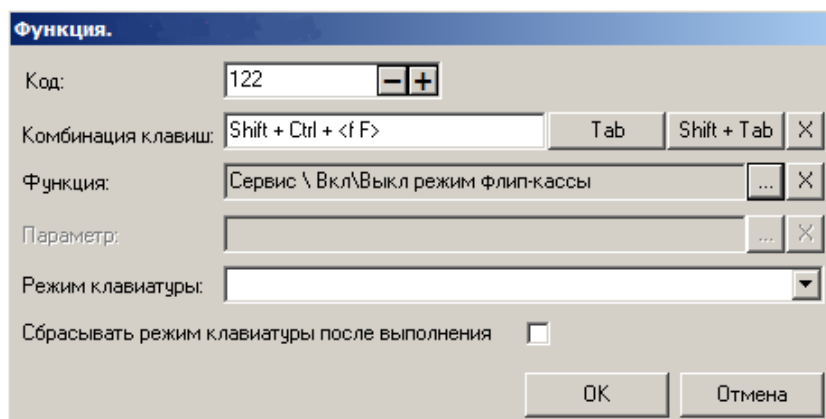 Функция.
Код: 122 − +
Комбинация клавиш: Shift + Ctrl + <f F> Tab Shift + Tab X
Функция: Сервис \ Вкл\Выкл режим флип-кассы ... X
Параметр: ... X
Режим клавиатуры:
Сбрасывать режим клавиатуры после выполнения
OK Отмена